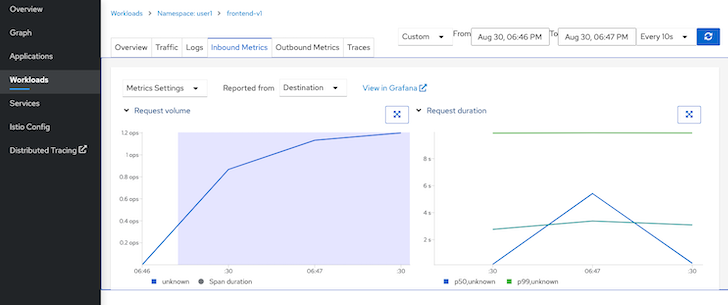 Overview
Graph
Applications
Workloads
Services
Istio Config
Distributed Tracing
Workloads > Namespace: user1 > frontend-v1
Overview Traffic Logs Inbound Metrics Outbound Metrics Traces
Custom From Aug 30, 06:46 PM To Aug 30, 06:47 PM Every 10s
Metrics Settings Reported from Destination View in Grafana
Request volume
1.2 ops
1 ops
0.8 ops
0.6 ops
0.4 ops
0.2 ops
06:46 :30 06:47 :30
unknown Span duration
Request duration
8 s
6 s
4 s
2 s
:30 06:47 :30
p50,unknown p99,unknown